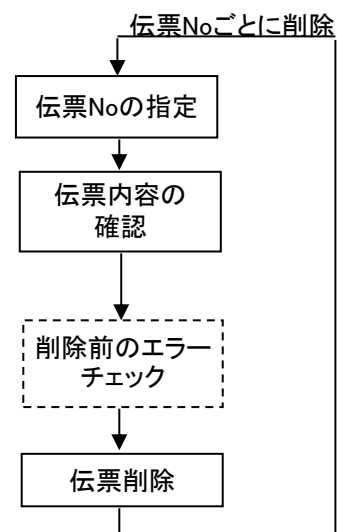 伝票Noごとに削除
伝票Noの指定
伝票内容の
確認
削除前のエラー
チェック
伝票削除